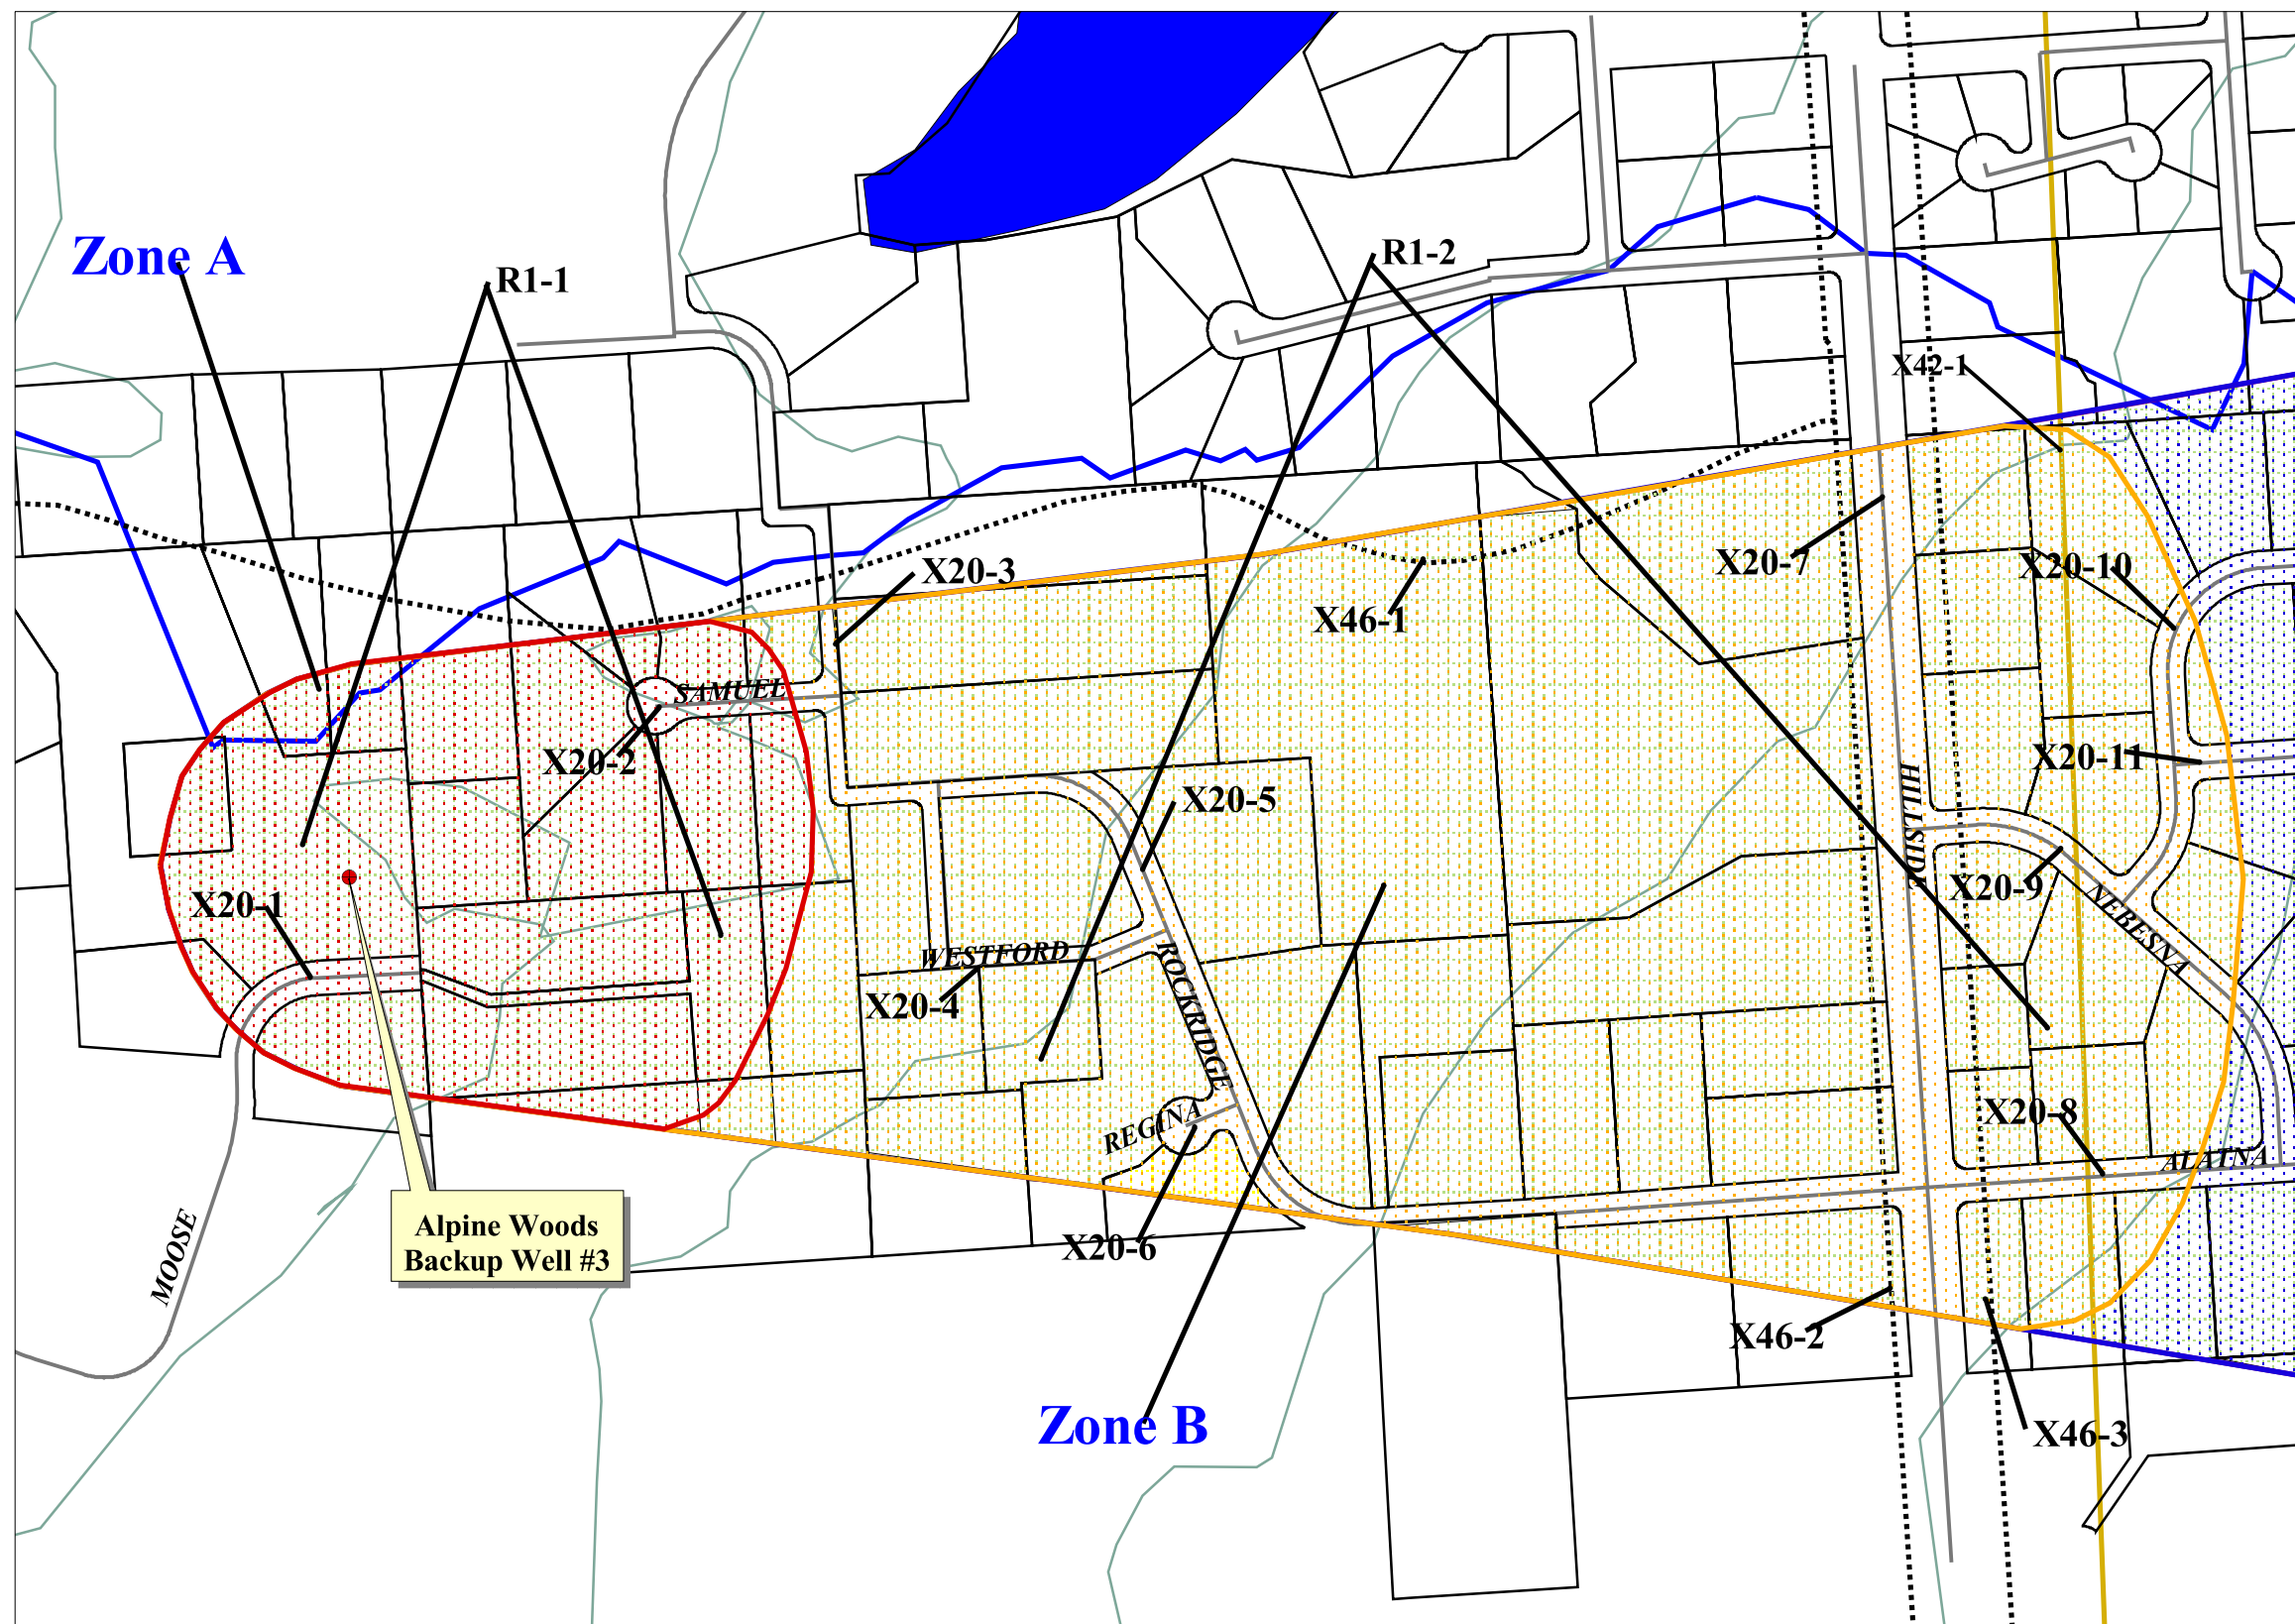 Zone A
R1-1
R1-2
X42-1
X20-3
X46-1
X20-7
X20-10
SAMUEL
X20-2
X20-5
X20-11
HILLSIDE
X20-9
NEBESNA
X20-1
WESTFORD
X20-4
ROCKRIDGE
REGINA
X20-8
ALATNA
MOOSE
Alpine Woods
Backup Well #3
X20-6
X46-2
Zone B
X46-3